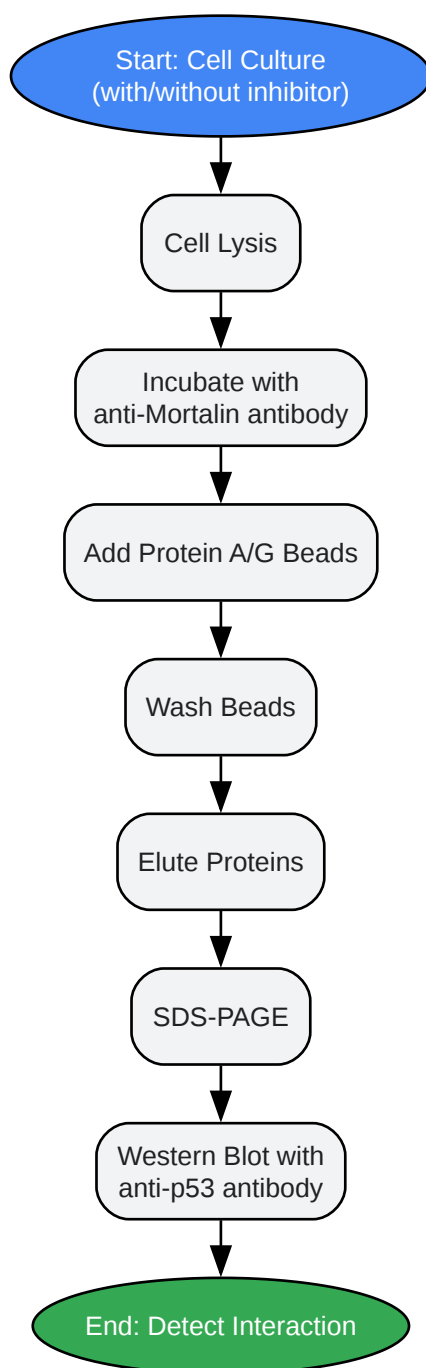 Start: Cell Culture
(with/without inhibitor)
Cell Lysis
Incubate with
anti-Mortalin antibody
Add Protein A/G Beads
Wash Beads
Elute Proteins
SDS-PAGE
Western Blot with
anti-p53 antibody
End: Detect Interaction